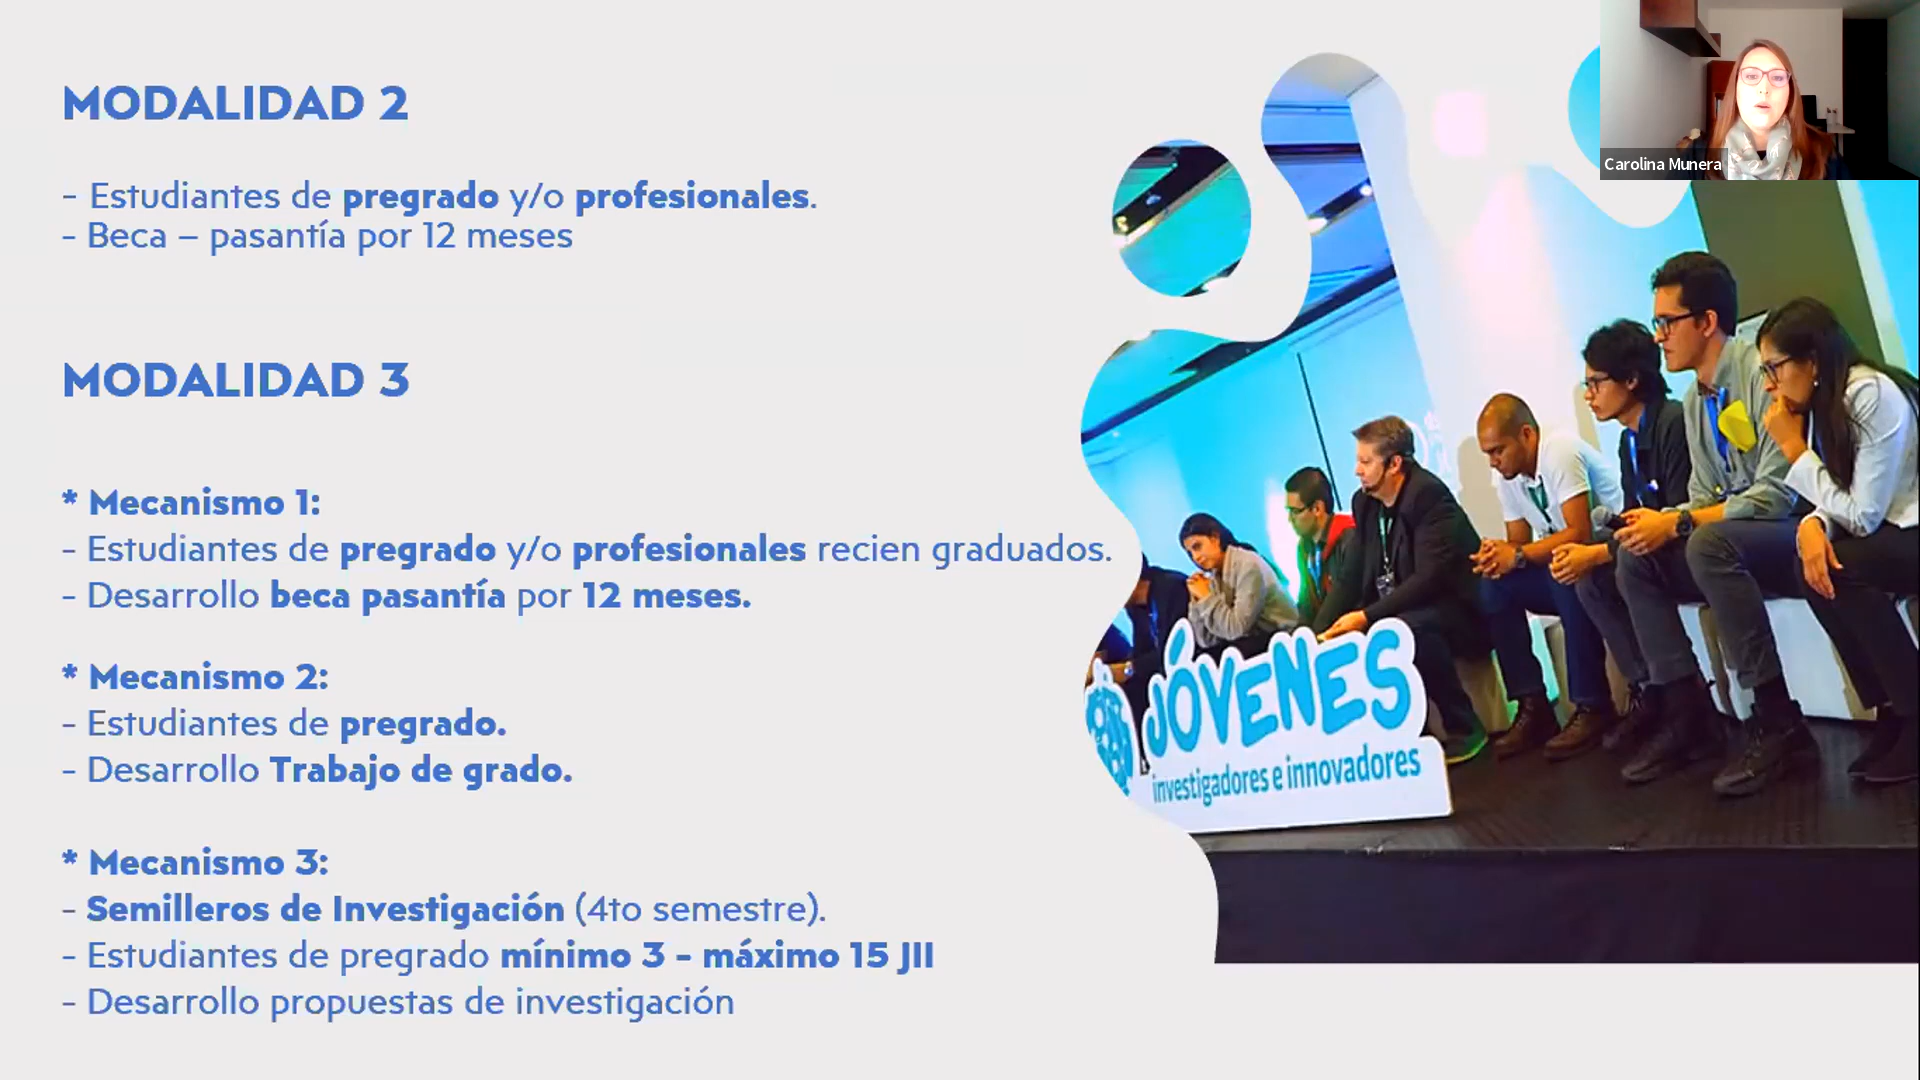 MODALIDAD 2
- Estudiantes de pregrado y/o profesionales.
- Beca – pasantía por 12 meses
MODALIDAD 3
* Mecanismo 1:
- Estudiantes de pregrado y/o profesionales recien graduados.
- Desarrollo beca pasantía por 12 meses.
* Mecanismo 2:
- Estudiantes de pregrado.
- Desarrollo Trabajo de grado.
* Mecanismo 3:
- Semilleros de Investigación (4to semestre).
- Estudiantes de pregrado mínimo 3 - máximo 15 JII
- Desarrollo propuestas de investigación
Carolina Munera
JÓVENES
investigadores e innovadores